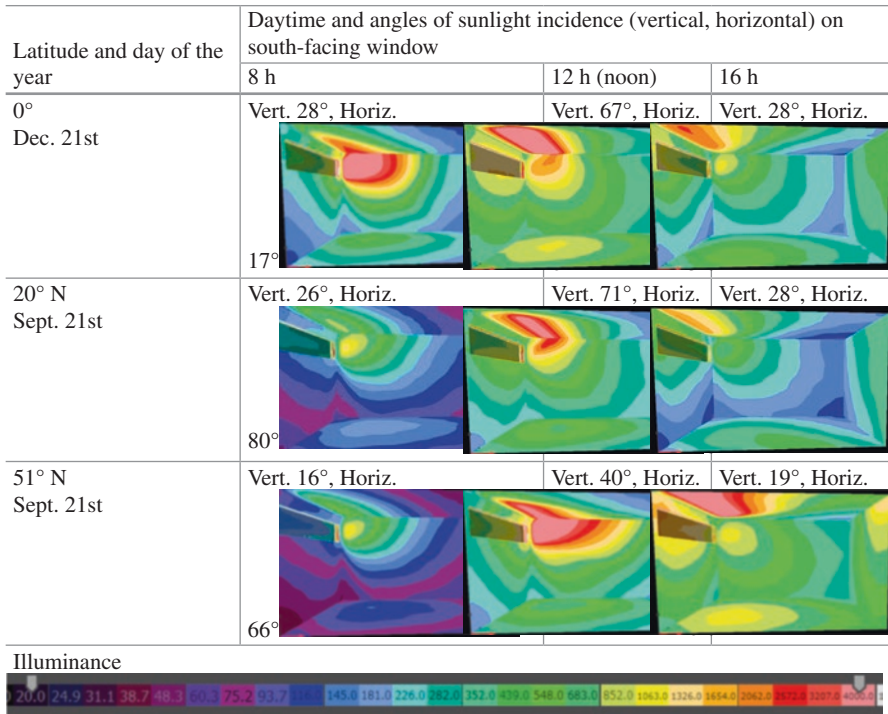 Latitude and day of the
year
Daytime and angles of sunlight incidence (vertical, horizontal) on
south-facing window
8 h
12 h (noon)
16 h
0°
Dec. 21st
Vert. 28°, Horiz.
17°
Vert. 67°, Horiz.
Vert. 28°, Horiz.
20° N
Sept. 21st
Vert. 26°, Horiz.
80°
Vert. 71°, Horiz.
Vert. 28°, Horiz.
51° N
Sept. 21st
Vert. 16°, Horiz.
66°
Vert. 40°, Horiz.
Vert. 19°, Horiz.
Illuminance
20.0 24.9 31.1 38.7 48.3 60.3 75.2 93.7 145.0 181.0 226.0 282.0 352.0 439.0 548.0 683.0 852.0 1063.0 1326.0 1654.0 2062.0 2572.0 3207.0 4000.0